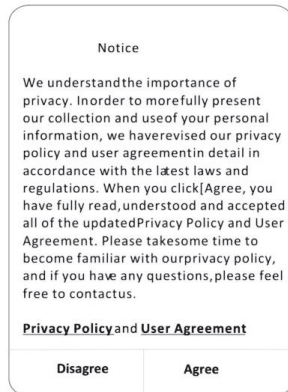 Notice
We understandthe importance of
privacy. Inorder to morefully present
our collection and useof your personal
information, we haverevised our privacy
policy and user agreementin detail in
accordance with the latest laws and
regulations. When you click[Agree, you
have fully read,understood and accepted
all of the updatedPrivacy Policy and User
Agreement. Please takesome time to
become familiar with ourprivacy policy,
and if you have any questions,please feel
free to contactus.
Privacy Policy and User Agreement
Disagree Agree